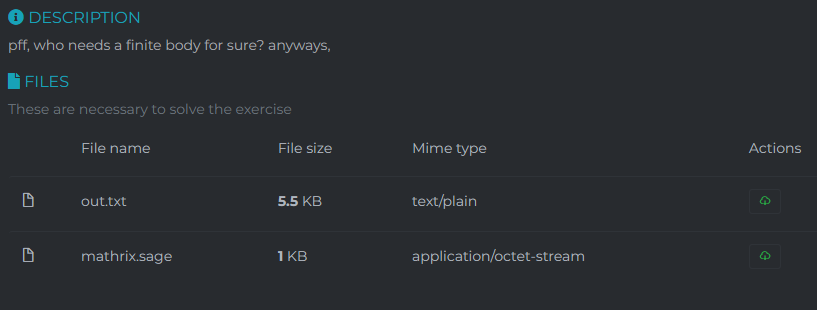 DESCRIPTION
pff, who needs a finite body for sure? anyways,
FILES
These are necessary to solve the exercise
File name File size Mime type Actions
out.txt 5.5 KB text/plain
mathrix.sage 1 KB application/octet-stream